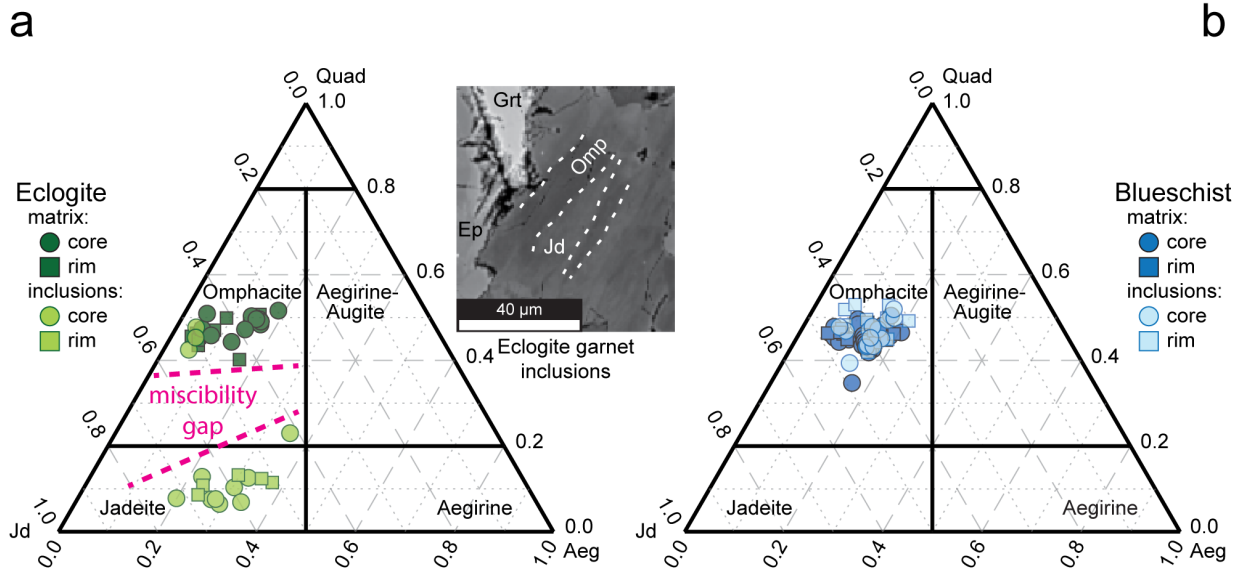 a
b
0.0
Quad
1.0
0.2
0.8
0.4
0.6
0.6
0.4
0.8
0.2
1.0
0.0
Jd
Aeg
0.0
0.2
0.4
0.6
0.8
1.0
Eclogite
matrix:
core
rim
inclusions:
core
rim
Omphacite
Aegirine-
Augite
miscibility
gap
Jadeite
Aegirine
Grt
Omp
Ep
Jd
40 µm
Eclogite garnet
inclusions
0.0
Quad
1.0
0.2
0.8
0.4
0.6
0.6
0.4
0.8
0.2
1.0
0.0
Jd
Aeg
0.0
0.2
0.4
0.6
0.8
1.0
Omphacite
Aegirine-
Augite
Jadeite
Aegirine
Blueschist
matrix:
core
rim
inclusions:
core
rim